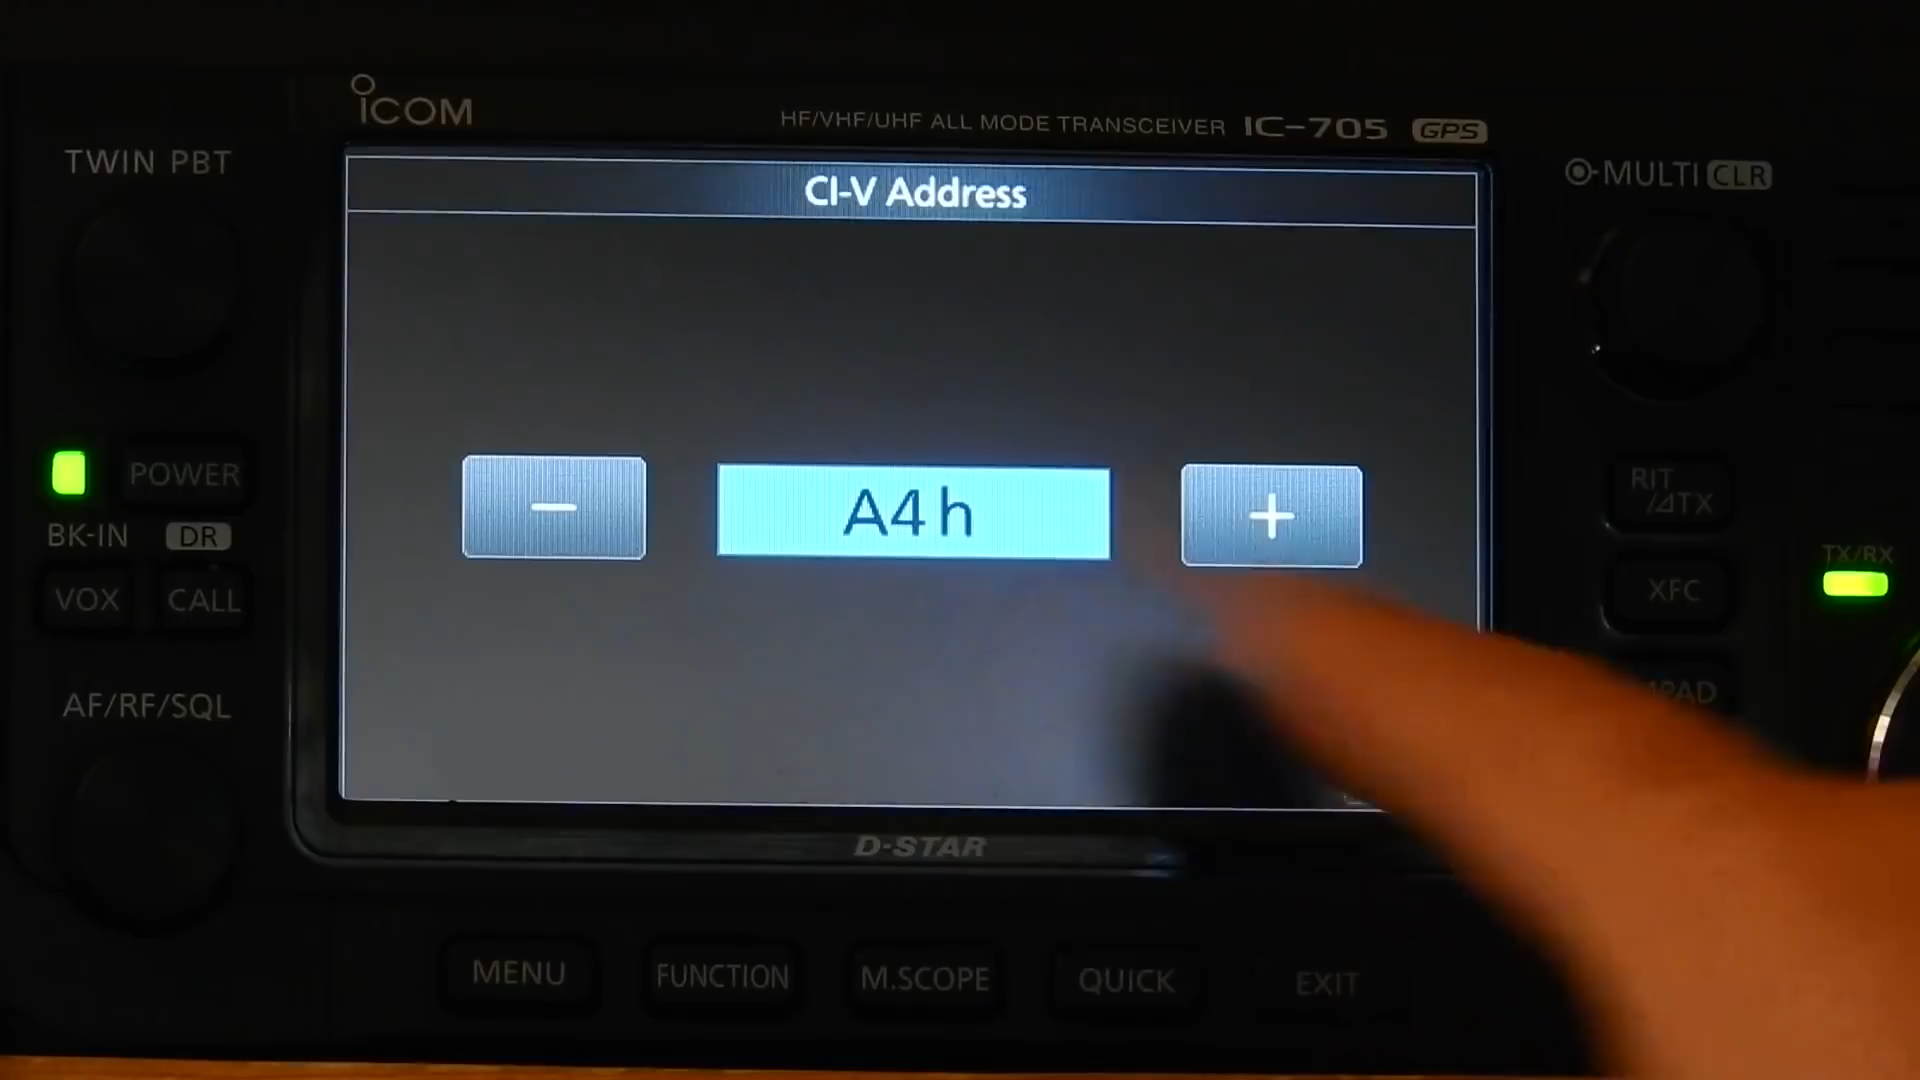 ICOM
HF/VHF/UHF ALL MODE TRANSCEIVER IC-705 GPS
TWIN PBT
MULTI CLR
CI-V Address
− A4h +
POWER
BK-IN DR
VOX CALL
AF/RF/SQL
RIT
/⊿TX
TX/RX
XFC
D-STAR
MENU FUNCTION M.SCOPE QUICK EXIT